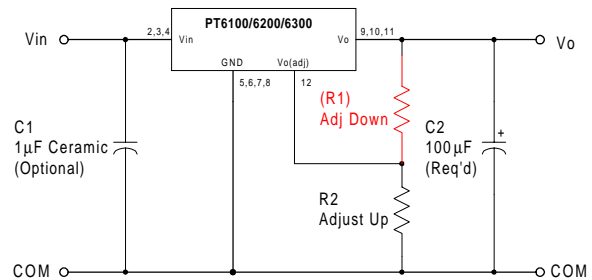 PT6100/6200/6300
Vin
2,3,4
Vin
Vo
9,10,11
Vo
GND
Vo(adj)
5,6,7,8
12
(R1)
Adj Down
C1
1µF Ceramic
(Optional)
C2
+
100µF
(Req'd)
R2
Adjust Up
COM
COM